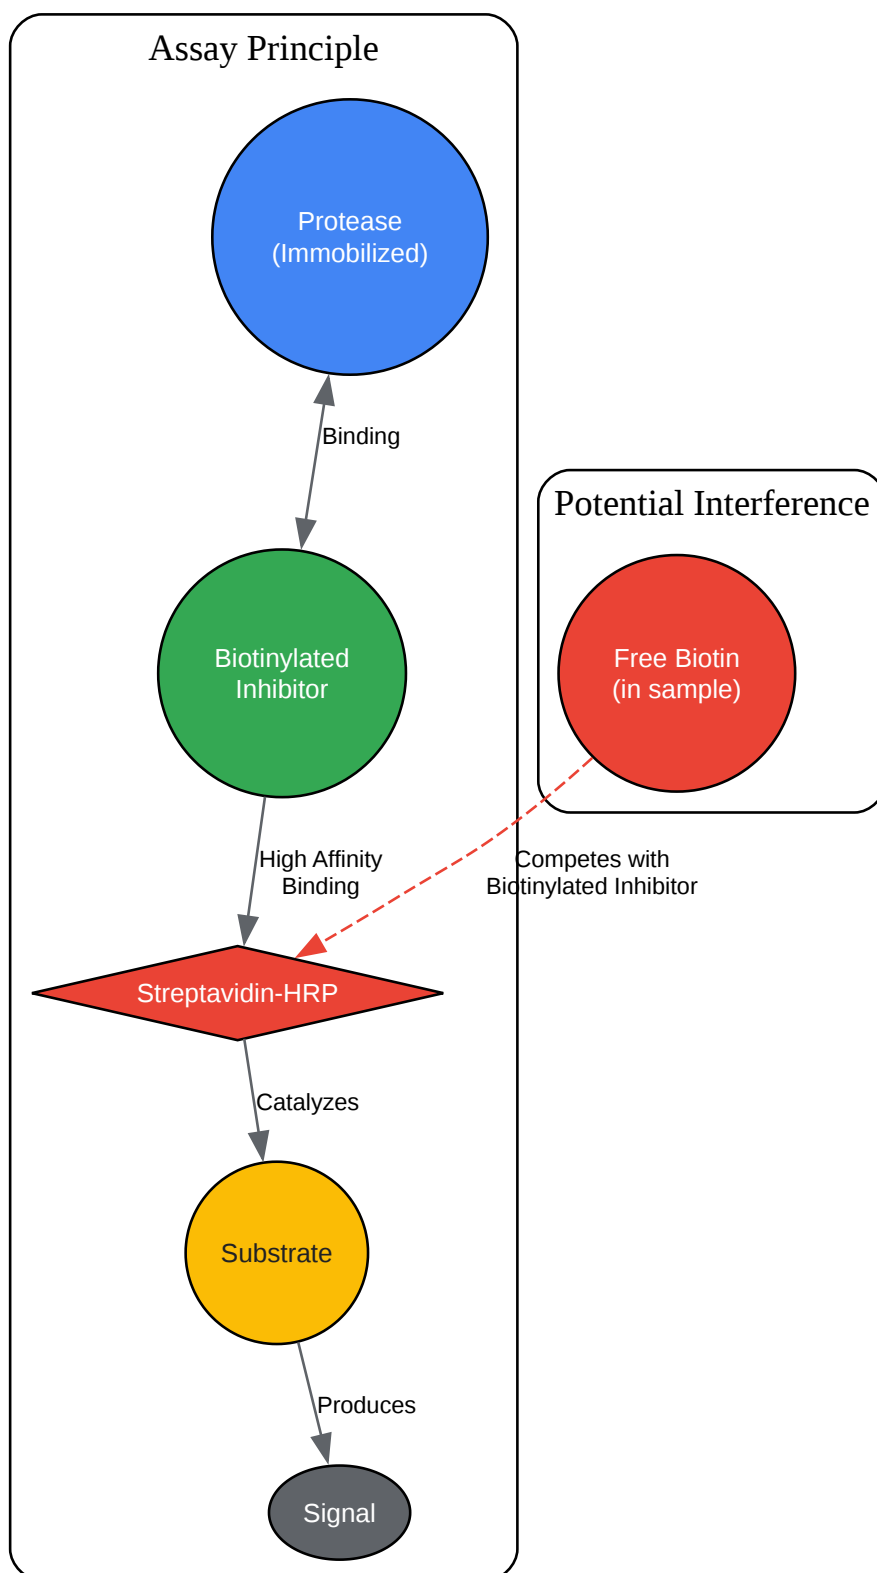 Assay Principle
Protease
(Immobilized)
Binding
Potential Interference
Biotinylated
Inhibitor
Free Biotin
(in sample)
High Affinity
Binding
Competes with
Biotinylated Inhibitor
Streptavidin-HRP
Catalyzes
Substrate
Produces
Signal